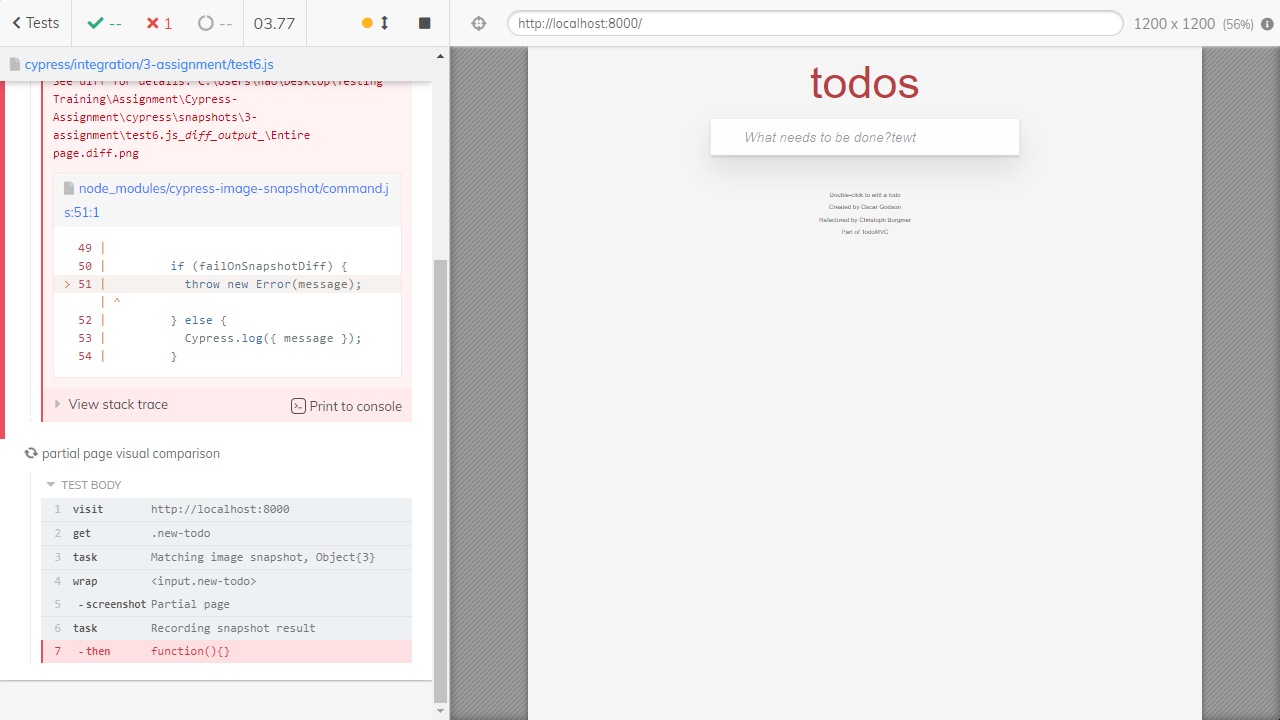 Tests
--
1
--
03.77
http://localhost:8000/
1200 x 1200 (56%)
cypress/integration/3-assignment/test6.js
See diff for details: C:\Users\hao\Desktop\Testing
Training\Assignment\Cypress-
Assignment\cypress\snapshots\3-
assignment\test6.js_diff_output_\Entire
page.diff.png
node_modules/cypress-image-snapshot/command.j
s:51:1
49 |
50 | if (failOnSnapshotDiff) {
> 51 | throw new Error(message);
| ^
52 | } else {
53 | Cypress.log({ message });
54 | }
View stack trace
Print to console
partial page visual comparison
TEST BODY
1 visit http://localhost:8000
2 get .new-todo
3 task Matching image snapshot, Object{3}
4 wrap <input.new-todo>
5 -screenshot Partial page
6 task Recording snapshot result
7 -then function(){}
todos
What needs to be done?tewt
Double-click to edit a todo
Created by Oscar Godson
Refactored by Christoph Burgmer
Part of TodoMVC